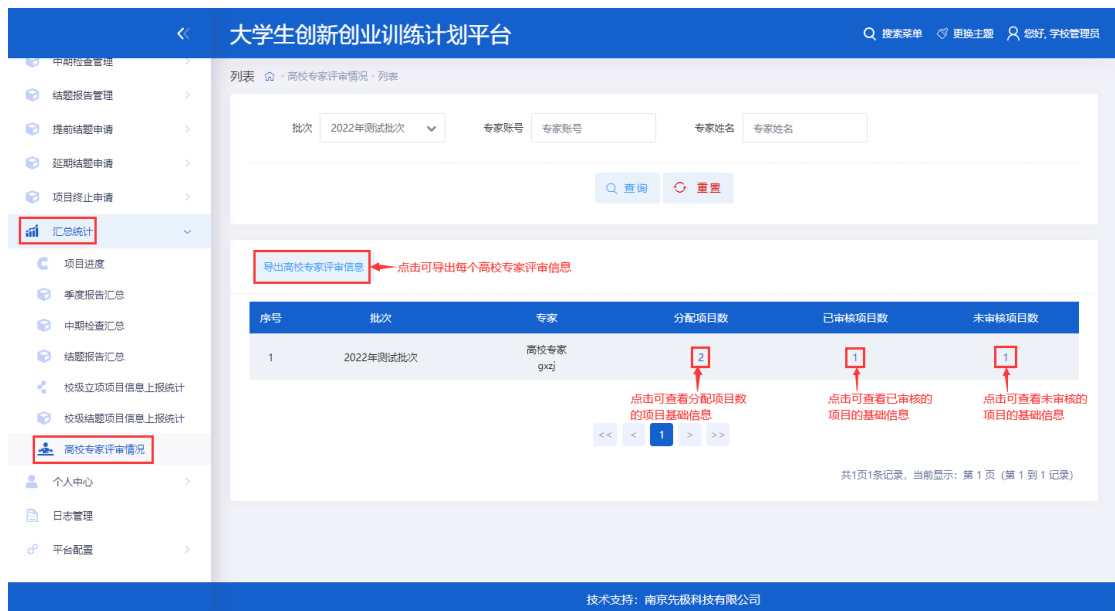 大学生创新创业训练计划平台
搜索菜单 更换主题 您好, 学校管理员
中期检查管理
结题报告管理
提前结题申请
延期结题申请
项目终止申请
汇总统计
项目进度
季度报告汇总
中期检查汇总
结题报告汇总
校级立项项目信息上报统计
校级结题项目信息上报统计
高校专家评审情况
个人中心
日志管理
平台配置
列表 高校专家评审情况 列表
批次 2022年测试批次 专家账号 专家账号 专家姓名 专家姓名
查询 重置
导出高校专家评审信息 点击可导出每个高校专家评审信息
序号 批次 专家 分配项目数 已审核项目数 未审核项目数
1 2022年测试批次 高校专家 2 1 1
gxzj
点击可查看分配项目数 点击可查看已审核的 点击可查看未审核的
的项目基础信息 项目的基础信息 项目的基础信息
<< < 1 > >>
共1页1条记录，当前显示：第 1 页（第 1 到 1 记录）
技术支持：南京先极科技有限公司